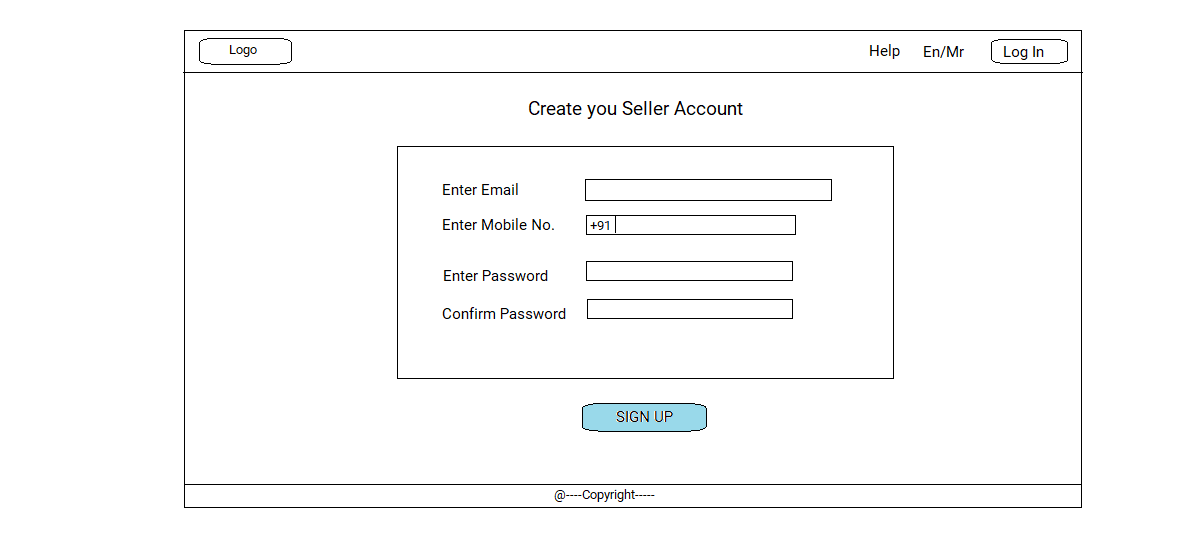 Logo
Help En/Mr Log In
Create you Seller Account
Enter Email
Enter Mobile No. +91
Enter Password
Confirm Password
SIGN UP
@----Copyright-----